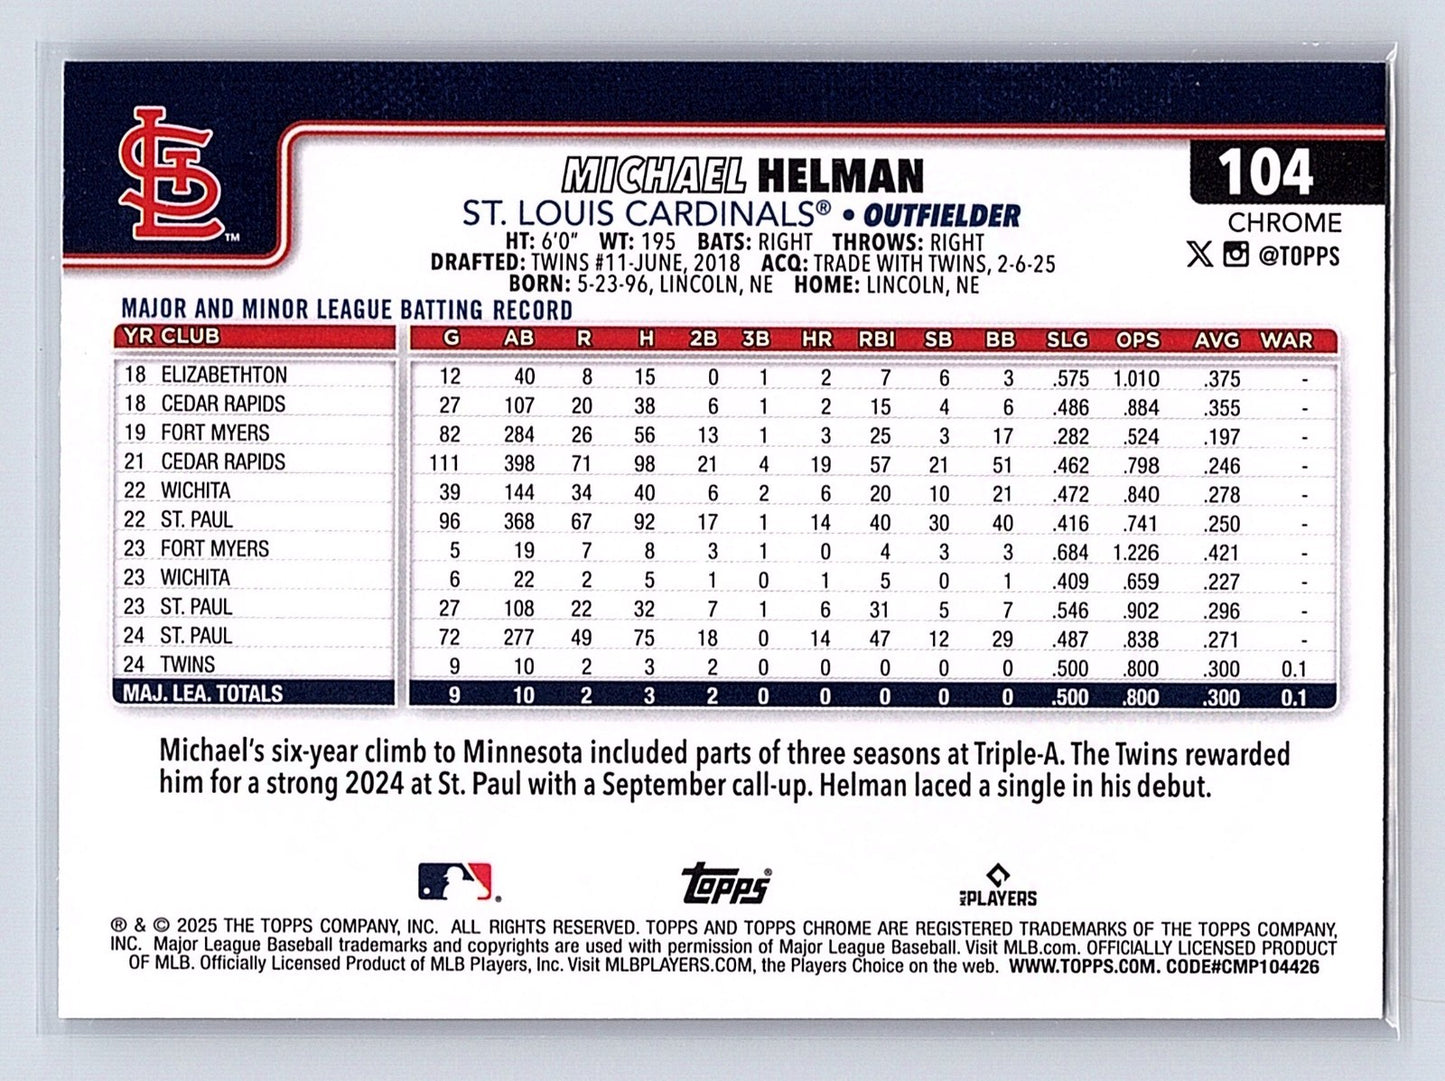 STL™
MICHAEL HELMAN
104
ST. LOUIS CARDINALS® • OUTFIELDER
CHROME
HT: 6'0" WT: 195 BATS: RIGHT THROWS: RIGHT
X @TOPPS
DRAFTED: TWINS #11-JUNE, 2018 ACQ: TRADE WITH TWINS, 2-6-25
BORN: 5-23-96, LINCOLN, NE HOME: LINCOLN, NE
MAJOR AND MINOR LEAGUE BATTING RECORD
YR CLUB G AB R H 2B 3B HR RBI SB BB SLG OPS AVG WAR
18 ELIZABETHTON 12 40 8 15 0 1 2 7 6 3 .575 1.010 .375 -
18 CEDAR RAPIDS 27 107 20 38 6 1 2 15 4 6 .486 .884 .355 -
19 FORT MYERS 82 284 26 56 13 1 3 25 3 17 .282 .524 .197 -
21 CEDAR RAPIDS 111 398 71 98 21 4 19 57 21 51 .462 .798 .246 -
22 WICHITA 39 144 34 40 6 2 6 20 10 21 .472 .840 .278 -
22 ST. PAUL 96 368 67 92 17 1 14 40 30 40 .416 .741 .250 -
23 FORT MYERS 5 19 7 8 3 1 0 4 3 3 .684 1.226 .421 -
23 WICHITA 6 22 2 5 1 0 1 5 0 1 .409 .659 .227 -
23 ST. PAUL 27 108 22 32 7 1 6 31 5 7 .546 .902 .296 -
24 ST. PAUL 72 277 49 75 18 0 14 47 12 29 .487 .838 .271 -
24 TWINS 9 10 2 3 2 0 0 0 0 0 .500 .800 .300 0.1
MAJ. LEA. TOTALS 9 10 2 3 2 0 0 0 0 0 .500 .800 .300 0.1
Michael's six-year climb to Minnesota included parts of three seasons at Triple-A. The Twins rewarded
him for a strong 2024 at St. Paul with a September call-up. Helman laced a single in his debut.
Topps® MLB PLAYERS
® & © 2025 THE TOPPS COMPANY, INC. ALL RIGHTS RESERVED. TOPPS AND TOPPS CHROME ARE REGISTERED TRADEMARKS OF THE TOPPS COMPANY,
INC. Major League Baseball trademarks and copyrights are used with permission of Major League Baseball. Visit MLB.com. OFFICIALLY LICENSED PRODUCT
OF MLB. Officially Licensed Product of MLB Players, Inc. Visit MLBPLAYERS.COM, the Players Choice on the web. WWW.TOPPS.COM. CODE#CMP104426